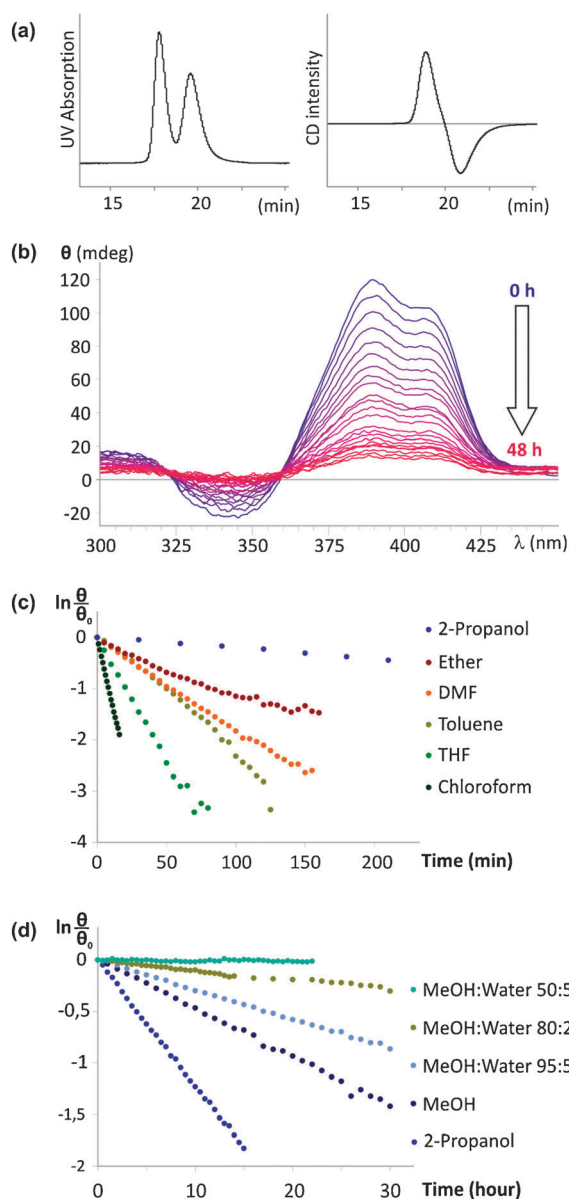 (a)
UV Absorption
15 20 (min)
CD intensity
15 20 (min)
(b)
θ (mdeg)
120
100
80
60
40
20
0
-20
0 h
48 h
300 325 350 375 400 425 λ (nm)
(c)
ln θ/θ₀
0
-1
-2
-3
-4
2-Propanol
Ether
DMF
Toluene
THF
Chloroform
0 50 100 150 200 Time (min)
(d)
ln θ/θ₀
0
-0,5
-1
-1,5
-2
MeOH:Water 50:5
MeOH:Water 80:2
MeOH:Water 95:5
MeOH
2-Propanol
0 10 20 30 Time (hour)